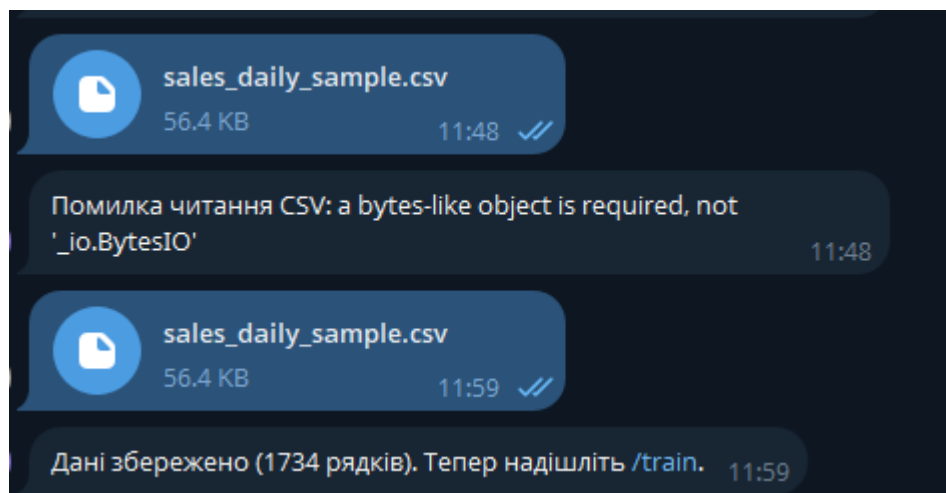 sales_daily_sample.csv
56.4 KB
11:48
Помилка читання CSV: a bytes-like object is required, not
'_io.BytesIO'
11:48
sales_daily_sample.csv
56.4 KB
11:59
Дані збережено (1734 рядків). Тепер надішліть /train.
11:59